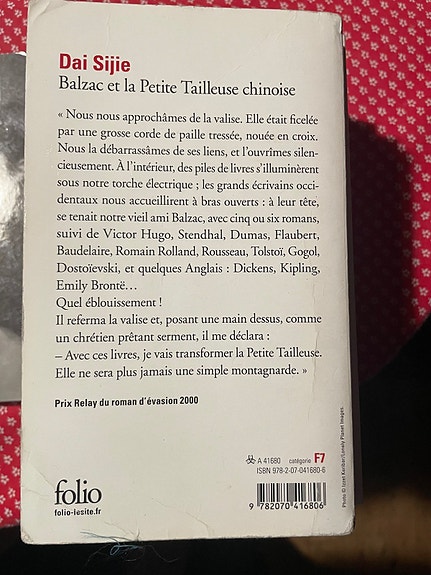 Dai Sijie
Balzac et la Petite Tailleuse chinoise
« Nous nous approchâmes de la valise. Elle était ficelée
par une grosse corde de paille tressée, nouée en croix.
Nous la débarrassâmes de ses liens, et l'ouvrîmes silen-
cieusement. À l'intérieur, des piles de livres s'illuminèrent
sous notre torche électrique ; les grands écrivains occi-
dentaux nous accueillirent à bras ouverts : à leur tête,
se tenait notre vieil ami Balzac, avec cinq ou six romans,
suivi de Victor Hugo, Stendhal, Dumas, Flaubert,
Baudelaire, Romain Rolland, Rousseau, Tolstoï, Gogol,
Dostoïevski, et quelques Anglais : Dickens, Kipling,
Emily Brontë...
Quel éblouissement !
Il referma la valise et, posant une main dessus, comme
un chrétien prêtant serment, il me déclara :
– Avec ces livres, je vais transformer la Petite Tailleuse.
Elle ne sera plus jamais une simple montagnarde. »
Prix Relay du roman d'évasion 2000
A 41680 catégorie F7
ISBN 978-2-07-041680-6
9 782070 416806
folio
folio-lesite.fr
Photo © Izzet Keribar/Lonely Planet Images